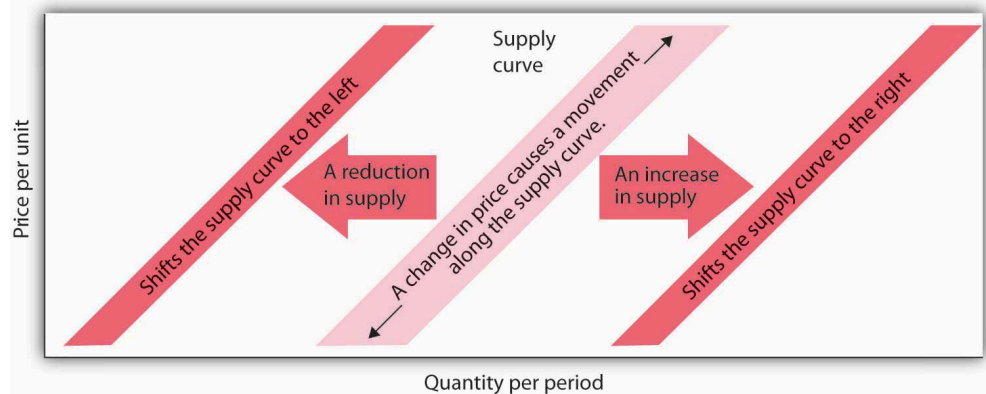 Supply
curve
Price per unit
Shifts the supply curve to the left
A reduction
in supply
A change in price causes a movement
along the supply curve.
An increase
in supply
Shifts the supply curve to the right
Quantity per period